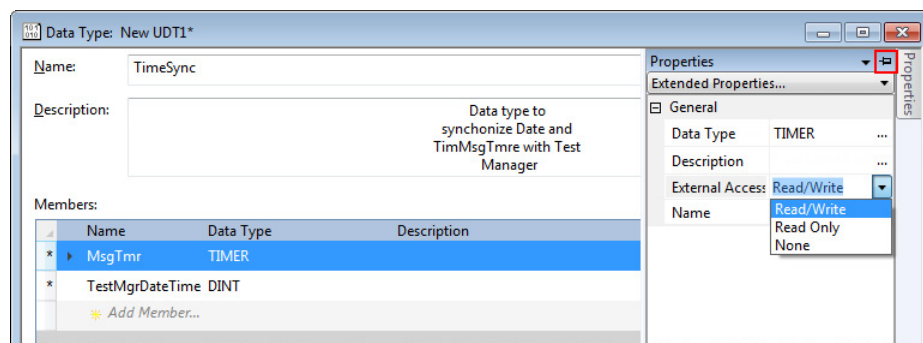 Data Type: New UDT1*
Name: TimeSync
Description: Data type to
synchonize Date and
TimMsgTmre with Test
Manager
Members:
Name Data Type Description
* MsgTmr TIMER
* TestMgrDateTime DINT
Add Member...
Properties
Extended Properties...
General
Data Type TIMER ...
Description ...
External Access Read/Write
Name
Read/Write
Read Only
None
Properties